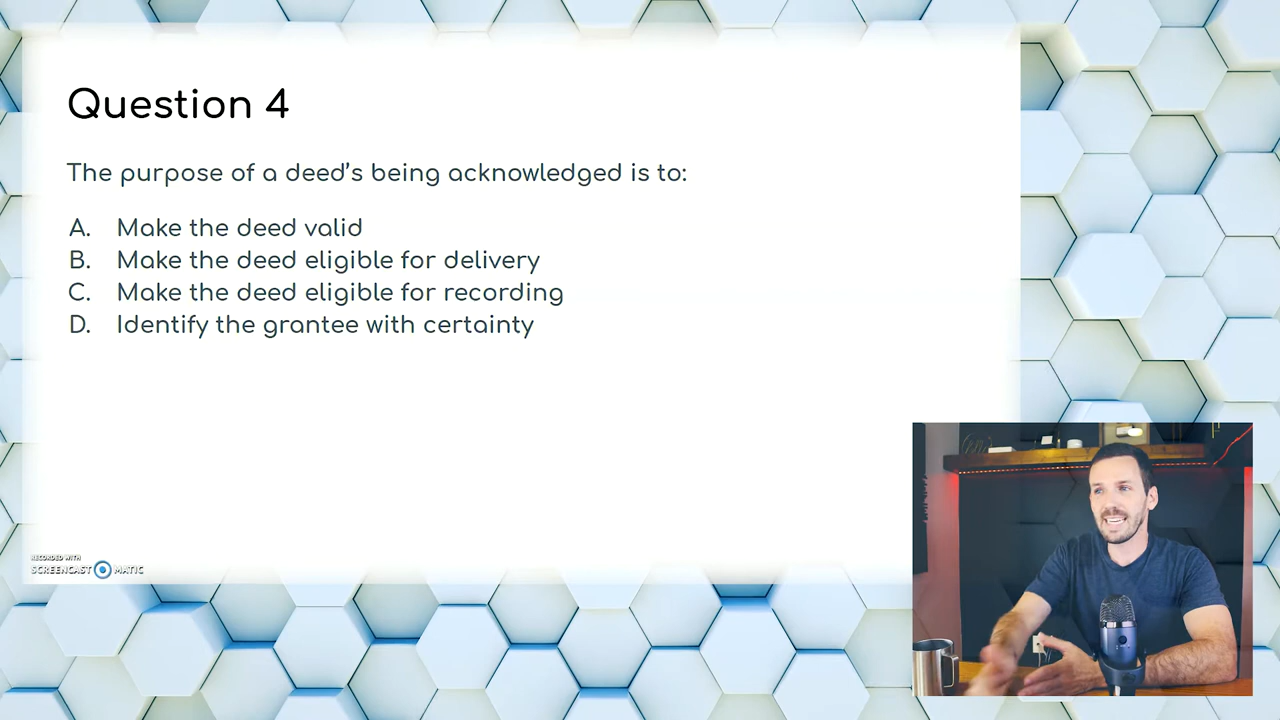 Question 4
The purpose of a deed’s being acknowledged is to:
A. Make the deed valid
B. Make the deed eligible for delivery
C. Make the deed eligible for recording
D. Identify the grantee with certainty
RECORDED WITH
SCREENCAST MATIC